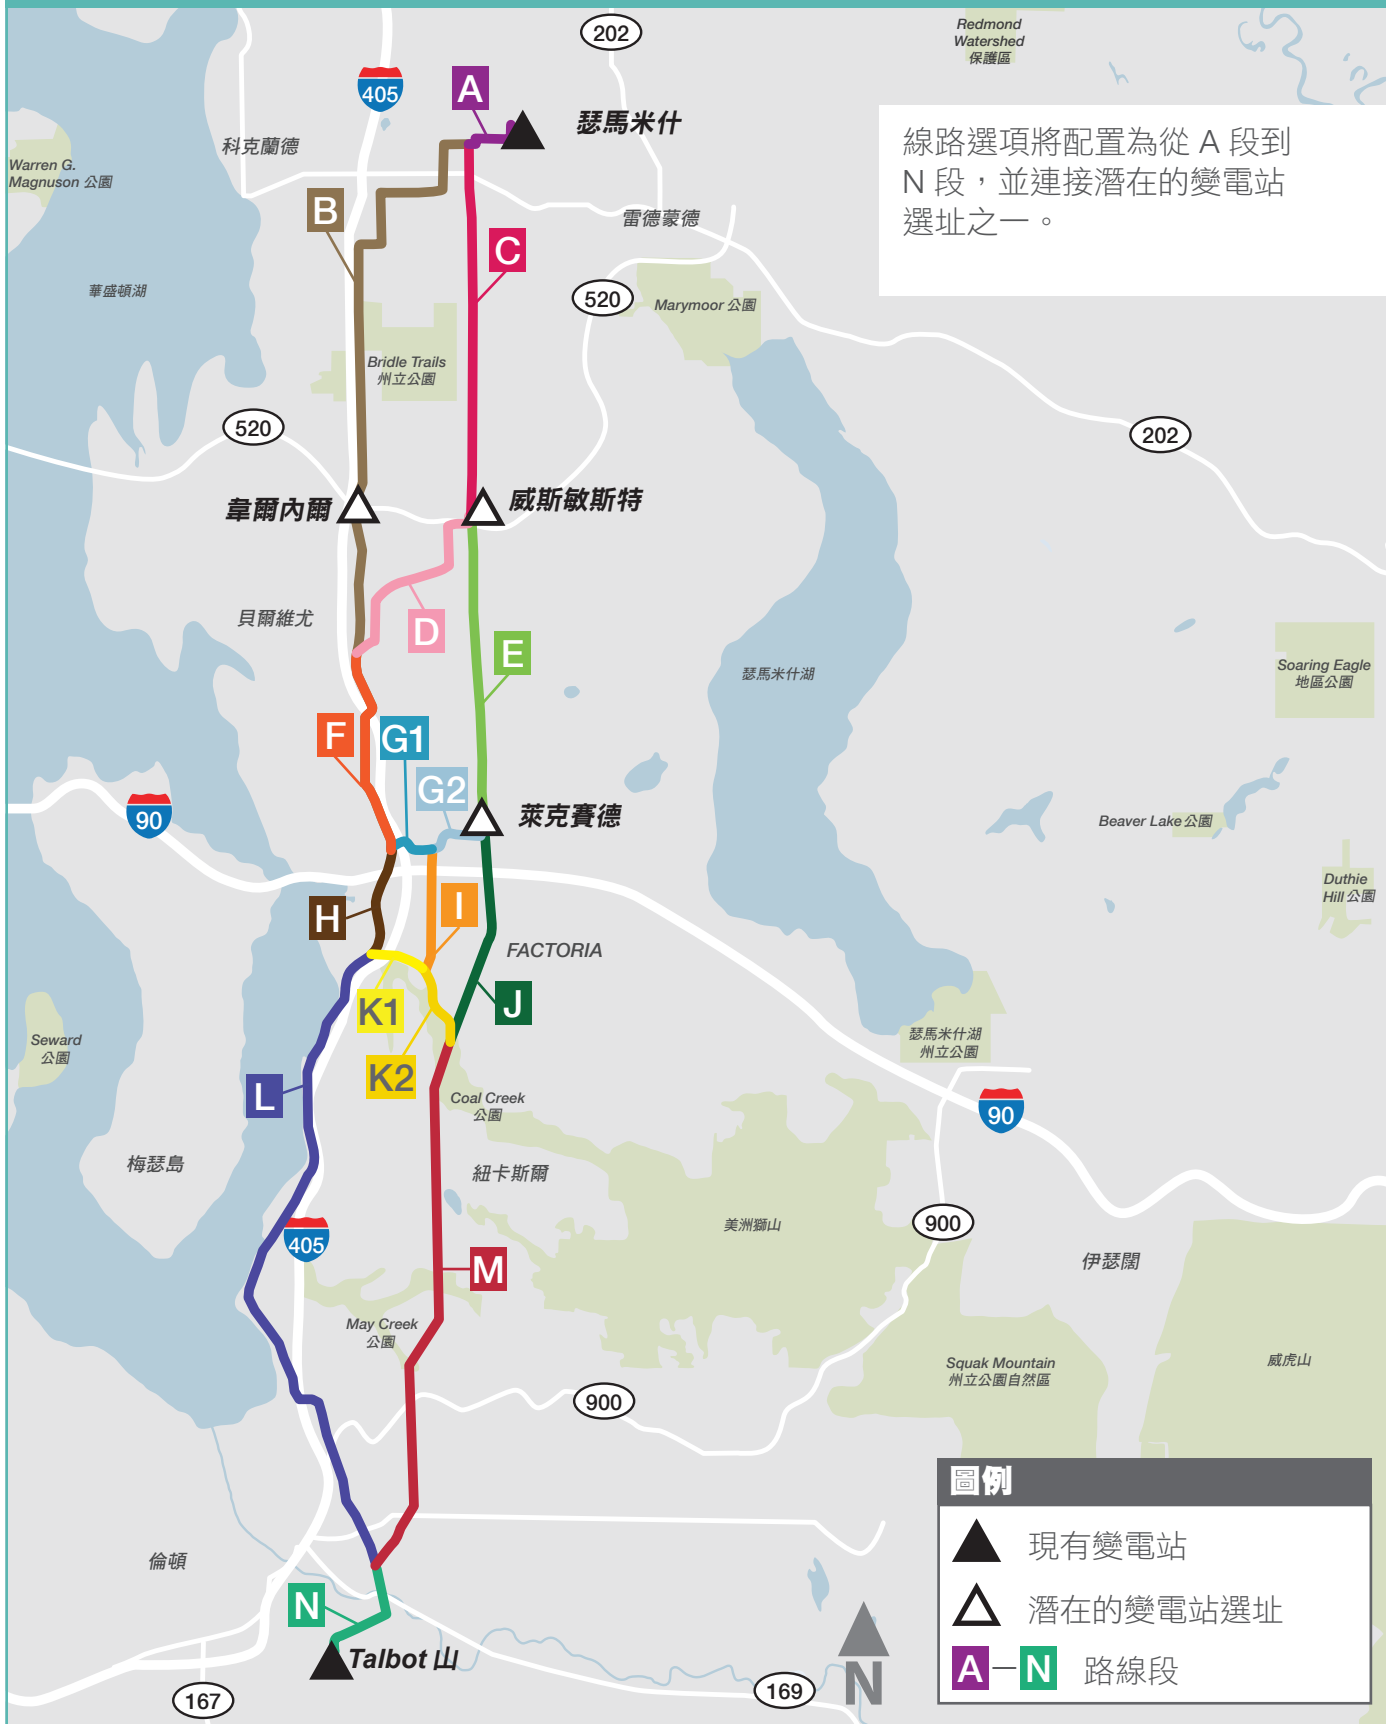 202
Redmond
Watershed
保護區
405
A
瑟馬米什
科克蘭德
Warren G.
Magnuson 公園
線路選項將配置為從 A 段到
N 段，並連接潛在的變電站
選址之一。
B
雷德蒙德
C
華盛頓湖
520
Marymoor 公園
Bridle Trails
州立公園
520
202
韋爾內爾
威斯敏斯特
貝爾維尤
D
E
瑟馬米什湖
Soaring Eagle
地區公園
F
G1
G2
90
萊克賽德
Beaver Lake 公園
Duthie
Hill 公園
H
I
FACTORIA
K1
J
Seward
公園
瑟馬米什湖
州立公園
K2
L
Coal Creek
公園
90
梅瑟島
紐卡斯爾
美洲獅山
900
405
伊瑟闊
M
May Creek
公園
Squak Mountain
州立公園自然區
威虎山
900
圖例
現有變電站
潛在的變電站選址
A — N 路線段
倫頓
N
Talbot 山
167
169
N